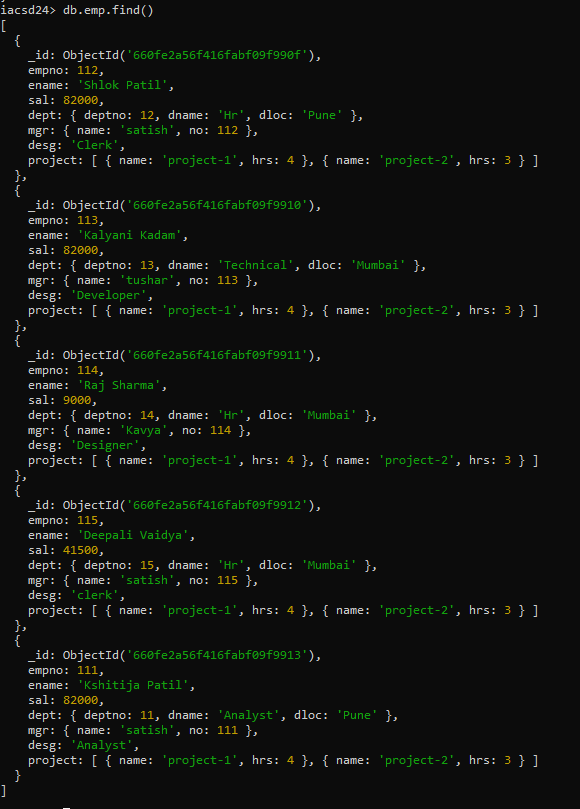 iacsd24> db.emp.find()
[
  {
    _id: ObjectId('660fe2a56f416fabf09f990f'),
    empno: 112,
    ename: 'Shlok Patil',
    sal: 82000,
    dept: { deptno: 12, dname: 'Hr', dloc: 'Pune' },
    mgr: { name: 'satish', no: 112 },
    desg: 'Clerk',
    project: [ { name: 'project-1', hrs: 4 }, { name: 'project-2', hrs: 3 } ]
  },
  {
    _id: ObjectId('660fe2a56f416fabf09f9910'),
    empno: 113,
    ename: 'Kalyani Kadam',
    sal: 82000,
    dept: { deptno: 13, dname: 'Technical', dloc: 'Mumbai' },
    mgr: { name: 'tushar', no: 113 },
    desg: 'Developer',
    project: [ { name: 'project-1', hrs: 4 }, { name: 'project-2', hrs: 3 } ]
  },
  {
    _id: ObjectId('660fe2a56f416fabf09f9911'),
    empno: 114,
    ename: 'Raj Sharma',
    sal: 9000,
    dept: { deptno: 14, dname: 'Hr', dloc: 'Mumbai' },
    mgr: { name: 'Kavya', no: 114 },
    desg: 'Designer',
    project: [ { name: 'project-1', hrs: 4 }, { name: 'project-2', hrs: 3 } ]
  },
  {
    _id: ObjectId('660fe2a56f416fabf09f9912'),
    empno: 115,
    ename: 'Deepali Vaidya',
    sal: 41500,
    dept: { deptno: 15, dname: 'Hr', dloc: 'Mumbai' },
    mgr: { name: 'satish', no: 115 },
    desg: 'clerk',
    project: [ { name: 'project-1', hrs: 4 }, { name: 'project-2', hrs: 3 } ]
  },
  {
    _id: ObjectId('660fe2a56f416fabf09f9913'),
    empno: 111,
    ename: 'Kshitija Patil',
    sal: 82000,
    dept: { deptno: 11, dname: 'Analyst', dloc: 'Pune' },
    mgr: { name: 'satish', no: 111 },
    desg: 'Analyst',
    project: [ { name: 'project-1', hrs: 4 }, { name: 'project-2', hrs: 3 } ]
  }
]